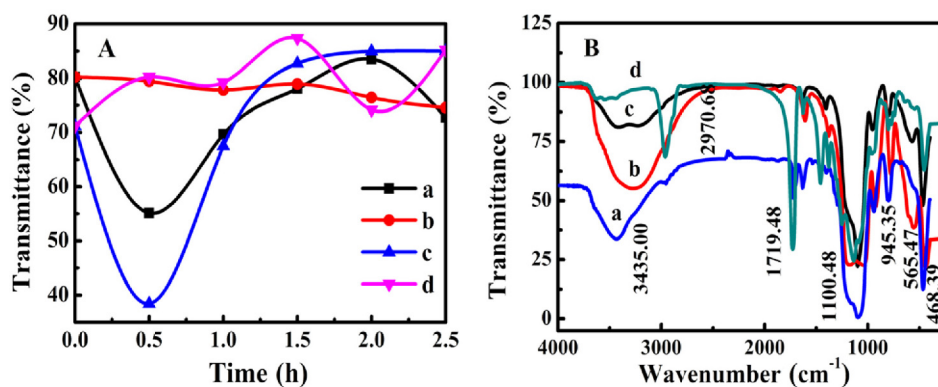 A
Transmittance (%)
90
80
70
60
50
40
0.0 0.5 1.0 1.5 2.0 2.5
Time (h)
a
b
c
d
B
Transmittance (%)
125
100
75
50
25
0
4000 3000 2000 1000
Wavenumber (cm-1)
d
c
b
a
3435.00
2970.68
1719.48
1100.48
945.35
565.47
468.39